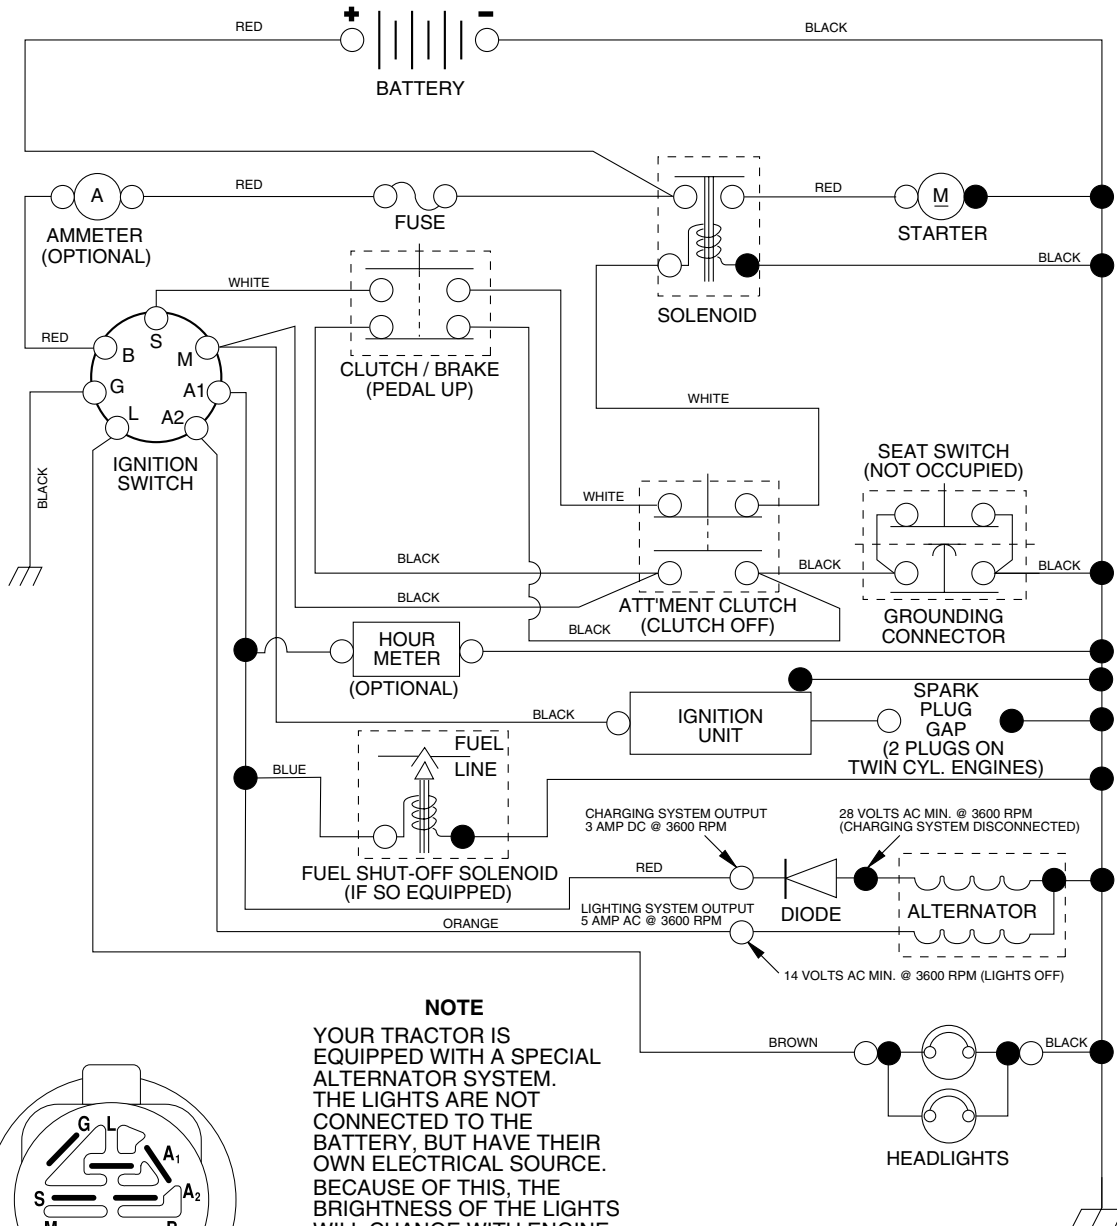 + -
RED
BLACK
BATTERY
RED
A
AMMETER
(OPTIONAL)
FUSE
RED
M
STARTER
BLACK
SOLENOID
WHITE
CLUTCH / BRAKE
(PEDAL UP)
RED
S
B
M
G
A1
L
A2
IGNITION
SWITCH
BLACK
WHITE
SEAT SWITCH
(NOT OCCUPIED)
WHITE
BLACK
BLACK
BLACK
BLACK
ATT'MENT CLUTCH
(CLUTCH OFF)
GROUNDING
CONNECTOR
BLACK
HOUR
METER
(OPTIONAL)
BLACK
IGNITION
UNIT
SPARK
PLUG
GAP
(2 PLUGS ON
TWIN CYL. ENGINES)
FUEL
LINE
BLUE
FUEL SHUT-OFF SOLENOID
(IF SO EQUIPPED)
CHARGING SYSTEM OUTPUT
3 AMP DC @ 3600 RPM
28 VOLTS AC MIN. @ 3600 RPM
(CHARGING SYSTEM DISCONNECTED)
RED
DIODE
ALTERNATOR
LIGHTING SYSTEM OUTPUT
5 AMP AC @ 3600 RPM
ORANGE
14 VOLTS AC MIN. @ 3600 RPM (LIGHTS OFF)
BROWN
BLACK
HEADLIGHTS
NOTE
YOUR TRACTOR IS
EQUIPPED WITH A SPECIAL
ALTERNATOR SYSTEM.
THE LIGHTS ARE NOT
CONNECTED TO THE
BATTERY, BUT HAVE THEIR
OWN ELECTRICAL SOURCE.
BECAUSE OF THIS, THE
BRIGHTNESS OF THE LIGHTS
WILL CHANGE WITH ENGINE
G L
A1
A2
S
M
B